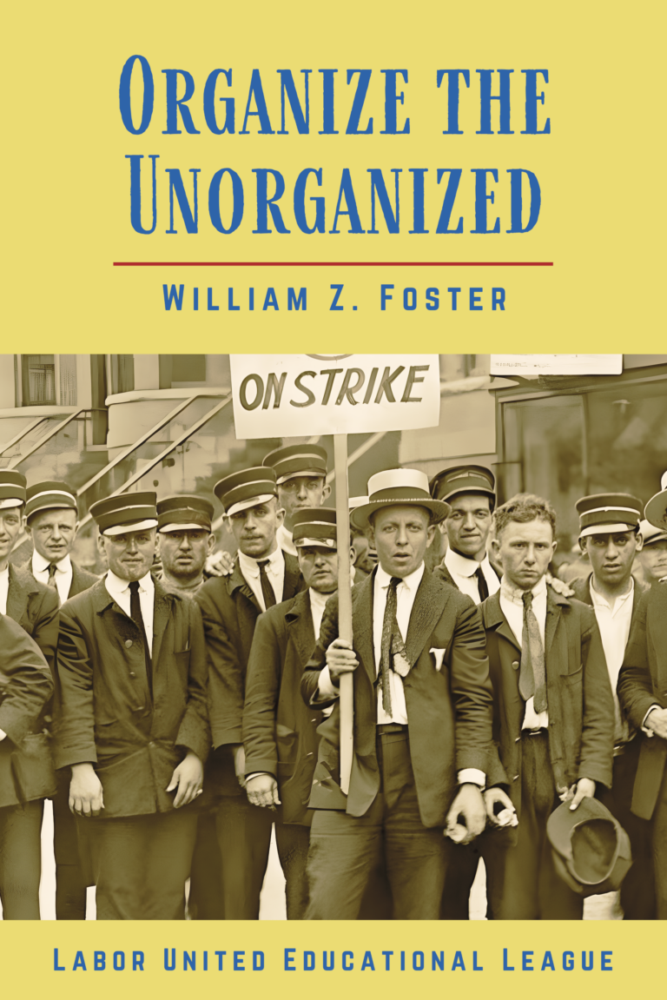 Organize the
Unorganized
William Z. Foster
ON STRIKE
Labor United Educational League